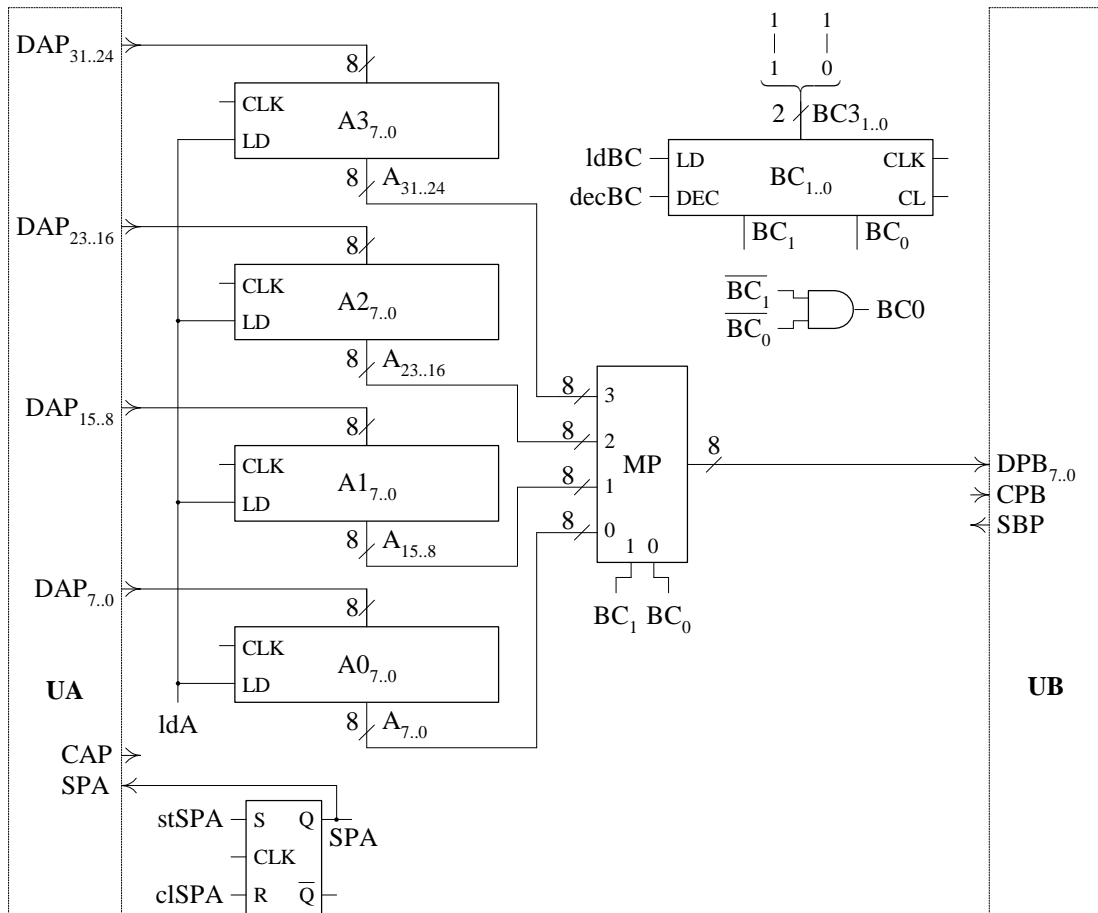 DAP31..24
8
CLK
LD
A37..0
8 A31..24
DAP23..16
8
CLK
LD
A27..0
8 A23..16
DAP15..8
8
CLK
LD
A17..0
8 A15..8
DAP7..0
8
CLK
LD
A07..0
8 A7..0
UA
ldA
CAP
SPA
stSPA
S Q
SPA
CLK
clSPA
R Q̅
1 1
1 0
2 BC31..0
ldBC
LD
BC1..0
CLK
decBC
DEC
CL
BC1 BC0
B̅C̅1̅
B̅C̅0̅
BC0
8 3
8 2
MP
8 1
8 0
1 0
BC1 BC0
8
DPB7..0
CPB
SBP
UB